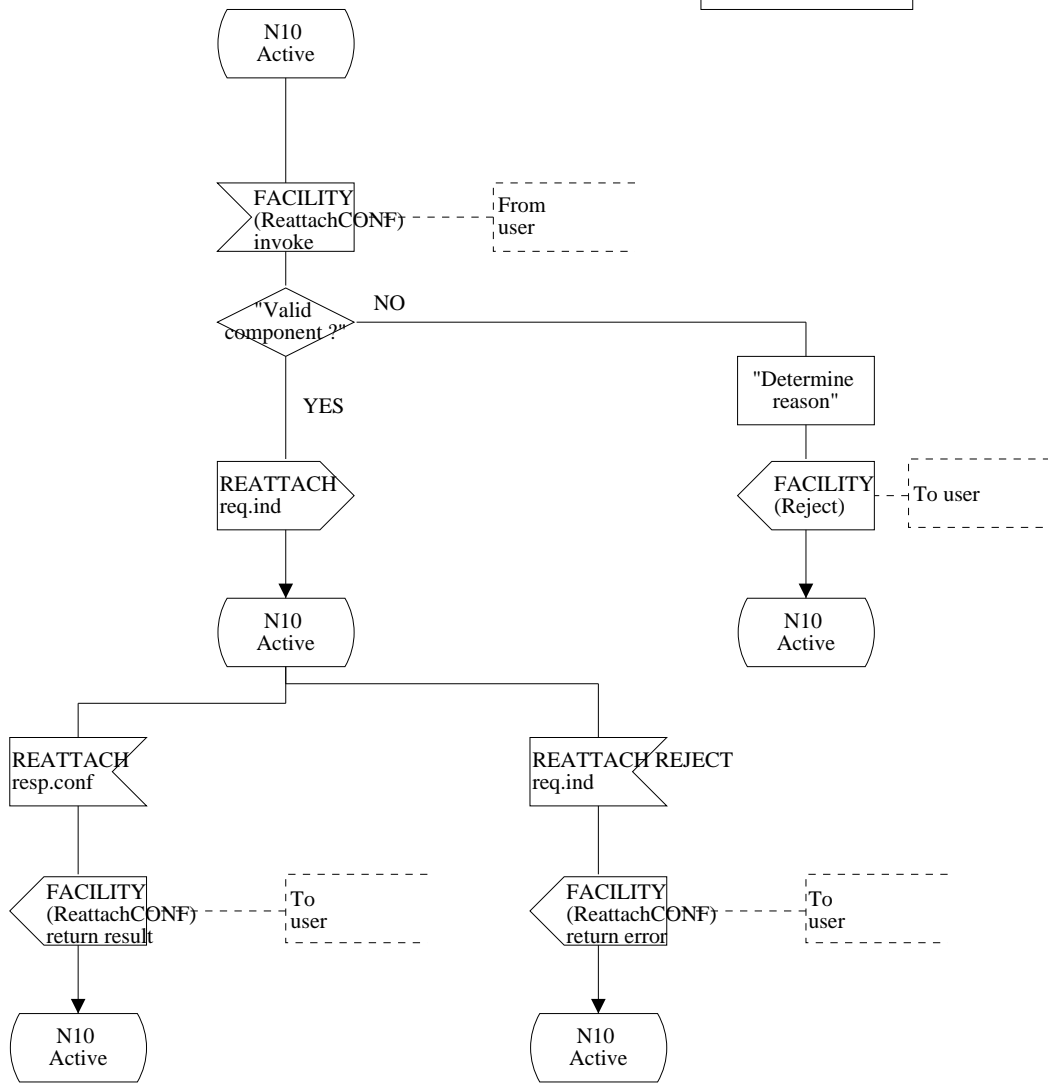 N10
Active
FACILITY
(ReattachCONF)
invoke
From
user
"Valid
component ?"
NO
YES
"Determine
reason"
REATTACH
req.ind
FACILITY
(Reject)
To user
N10
Active
N10
Active
REATTACH
resp.conf
REATTACH REJECT
req.ind
FACILITY
(ReattachCONF)
return result
To
user
FACILITY
(ReattachCONF)
return error
To
user
N10
Active
N10
Active